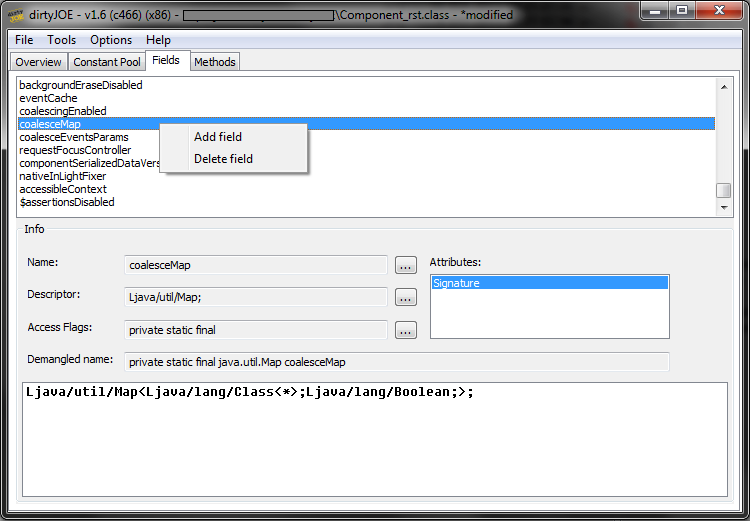 dirtyJOE - v1.6 (c466) (x86) - \Component_rst.class - *modified
File Tools Options Help
Overview Constant Pool Fields Methods
backgroundEraseDisabled
eventCache
coalescingEnabled
coalesceMap
coalesceEventsParams
requestFocusController
componentSerializedDataVers
nativeInLightFixer
accessibleContext
$assertionsDisabled
Add field
Delete field
Info
Name: coalesceMap ...
Descriptor: Ljava/util/Map; ...
Access Flags: private static final ...
Demangled name: private static final java.util.Map coalesceMap
Attributes:
Signature
Ljava/util/Map<Ljava/lang/Class<*>;Ljava/lang/Boolean;>;